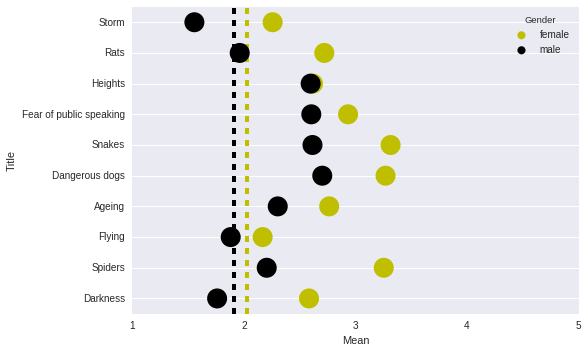 Storm
Rats
Heights
Fear of public speaking
Snakes
Dangerous dogs
Ageing
Flying
Spiders
Darkness
Title
Gender
female
male
1 2 3 4 5
Mean